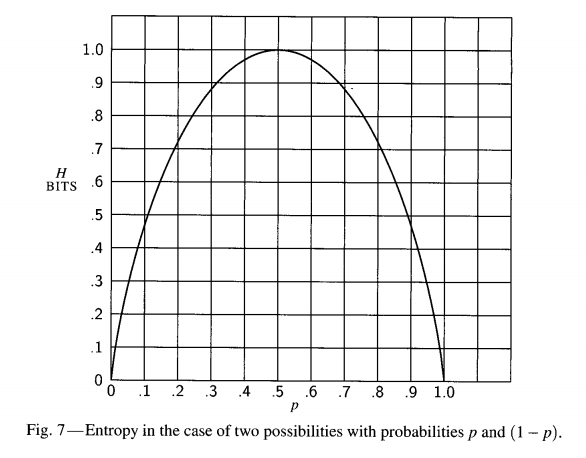 1.0
.9
.8
.7
H
BITS
.6
.5
.4
.3
.2
.1
0
0 .1 .2 .3 .4 .5 .6 .7 .8 .9 1.0
p
Fig. 7—Entropy in the case of two possibilities with probabilities p and (1 − p).